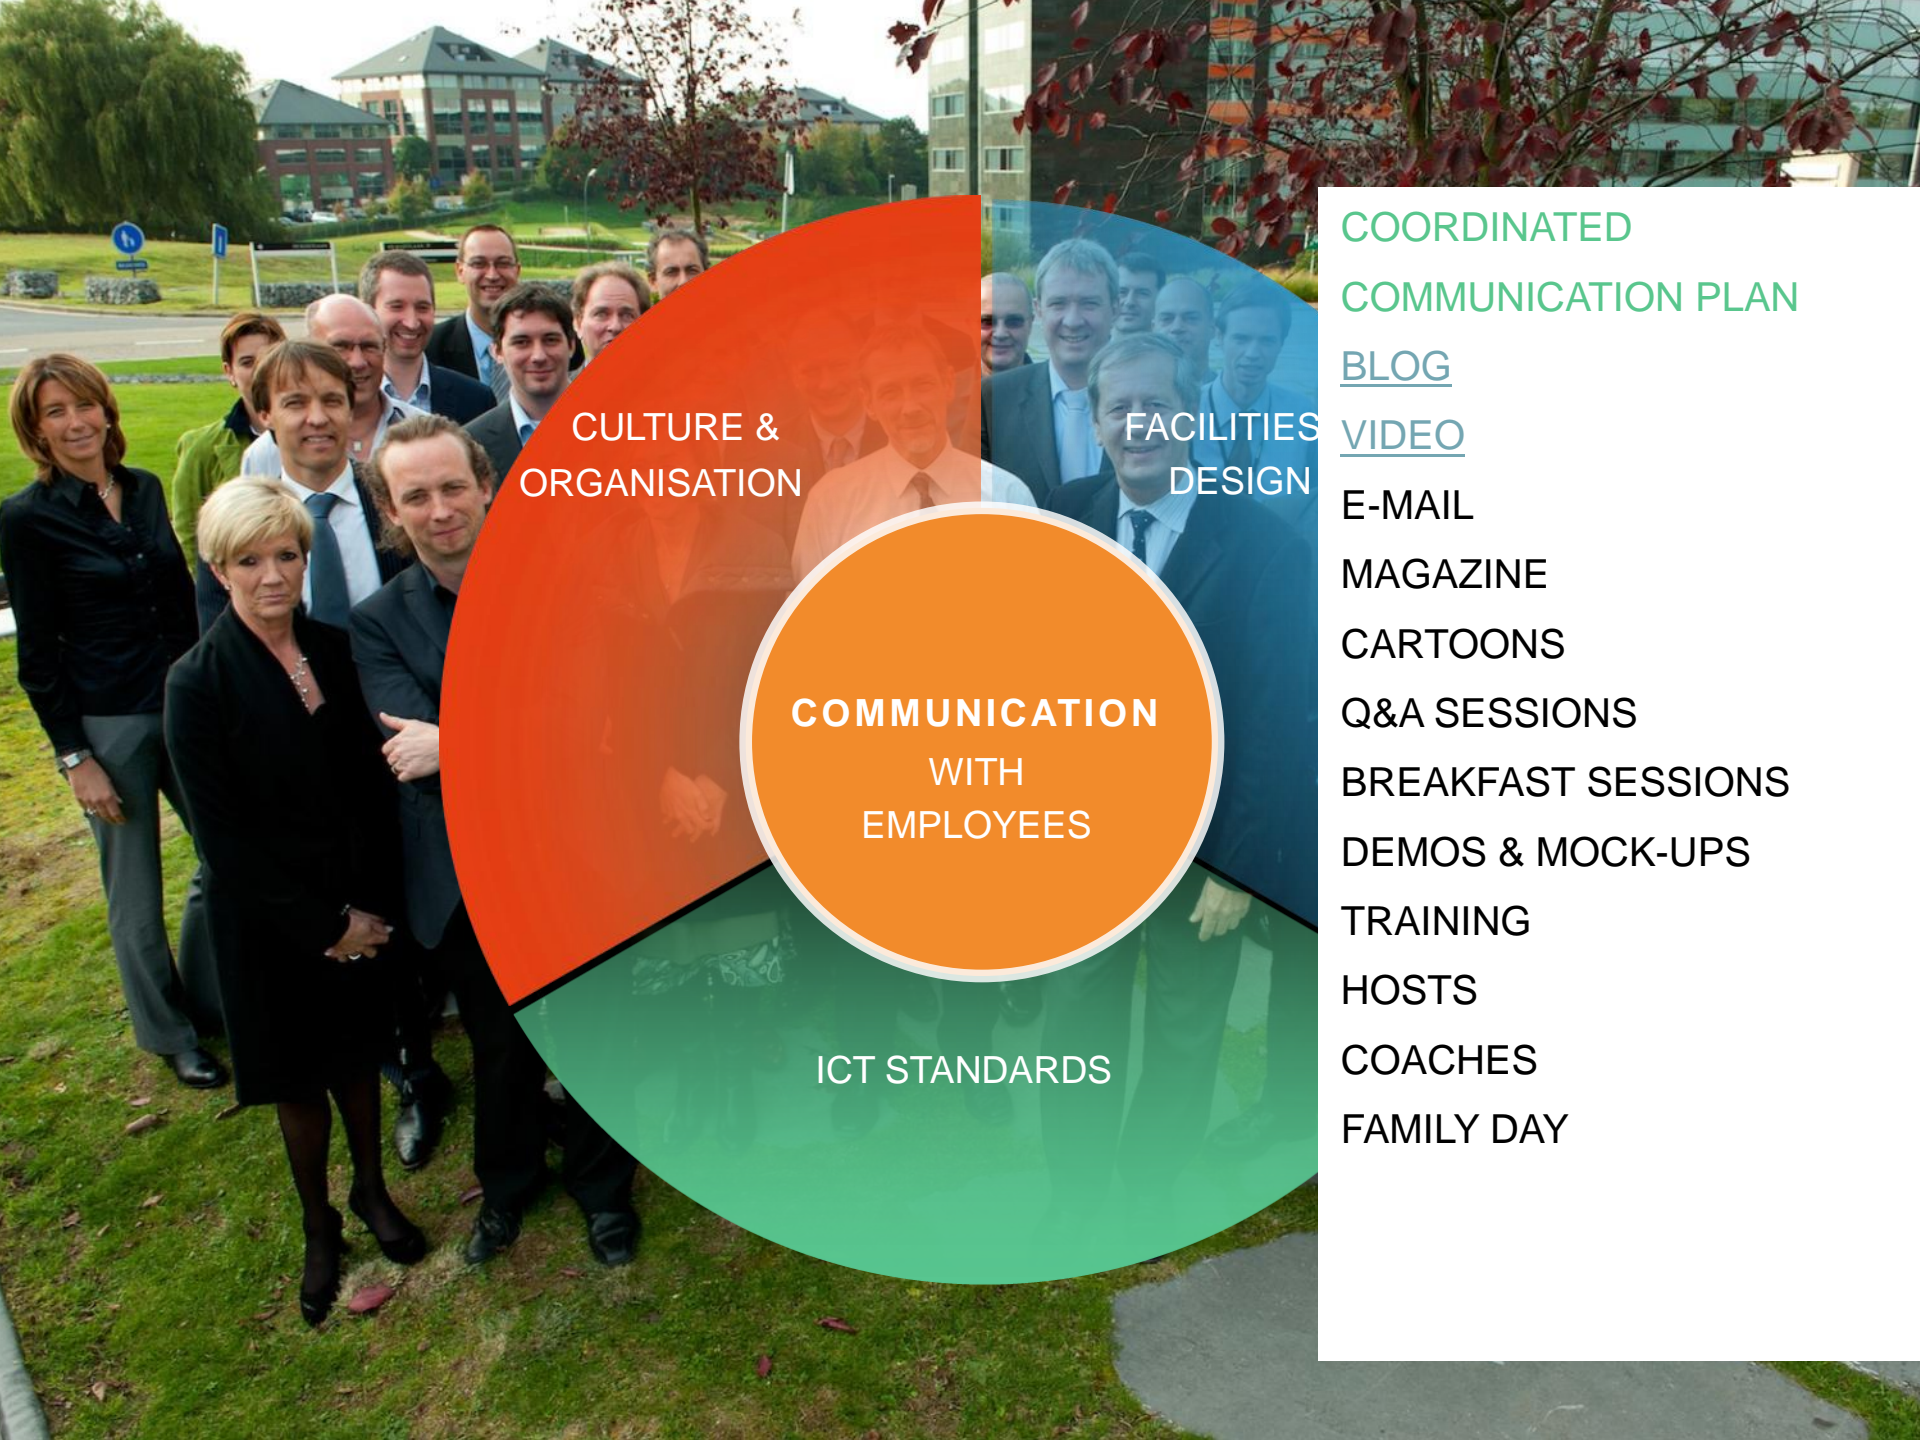 CULTURE &
ORGANISATION
FACILITIES
DESIGN
COMMUNICATION
WITH
EMPLOYEES
ICT STANDARDS
COORDINATED
COMMUNICATION PLAN
BLOG
VIDEO
E-MAIL
MAGAZINE
CARTOONS
Q&A SESSIONS
BREAKFAST SESSIONS
DEMOS & MOCK-UPS
TRAINING
HOSTS
COACHES
FAMILY DAY